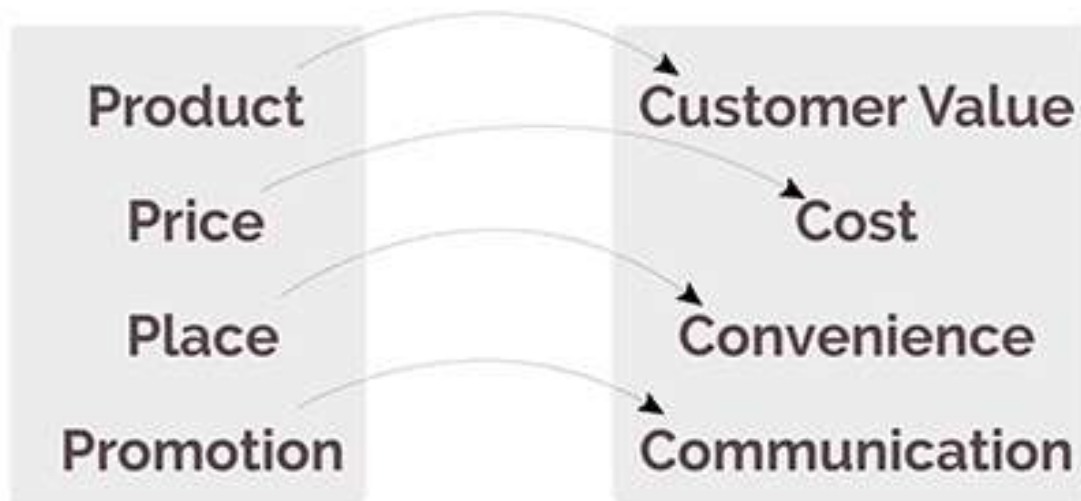 Product
Customer Value
Price
Cost
Place
Convenience
Promotion
Communication